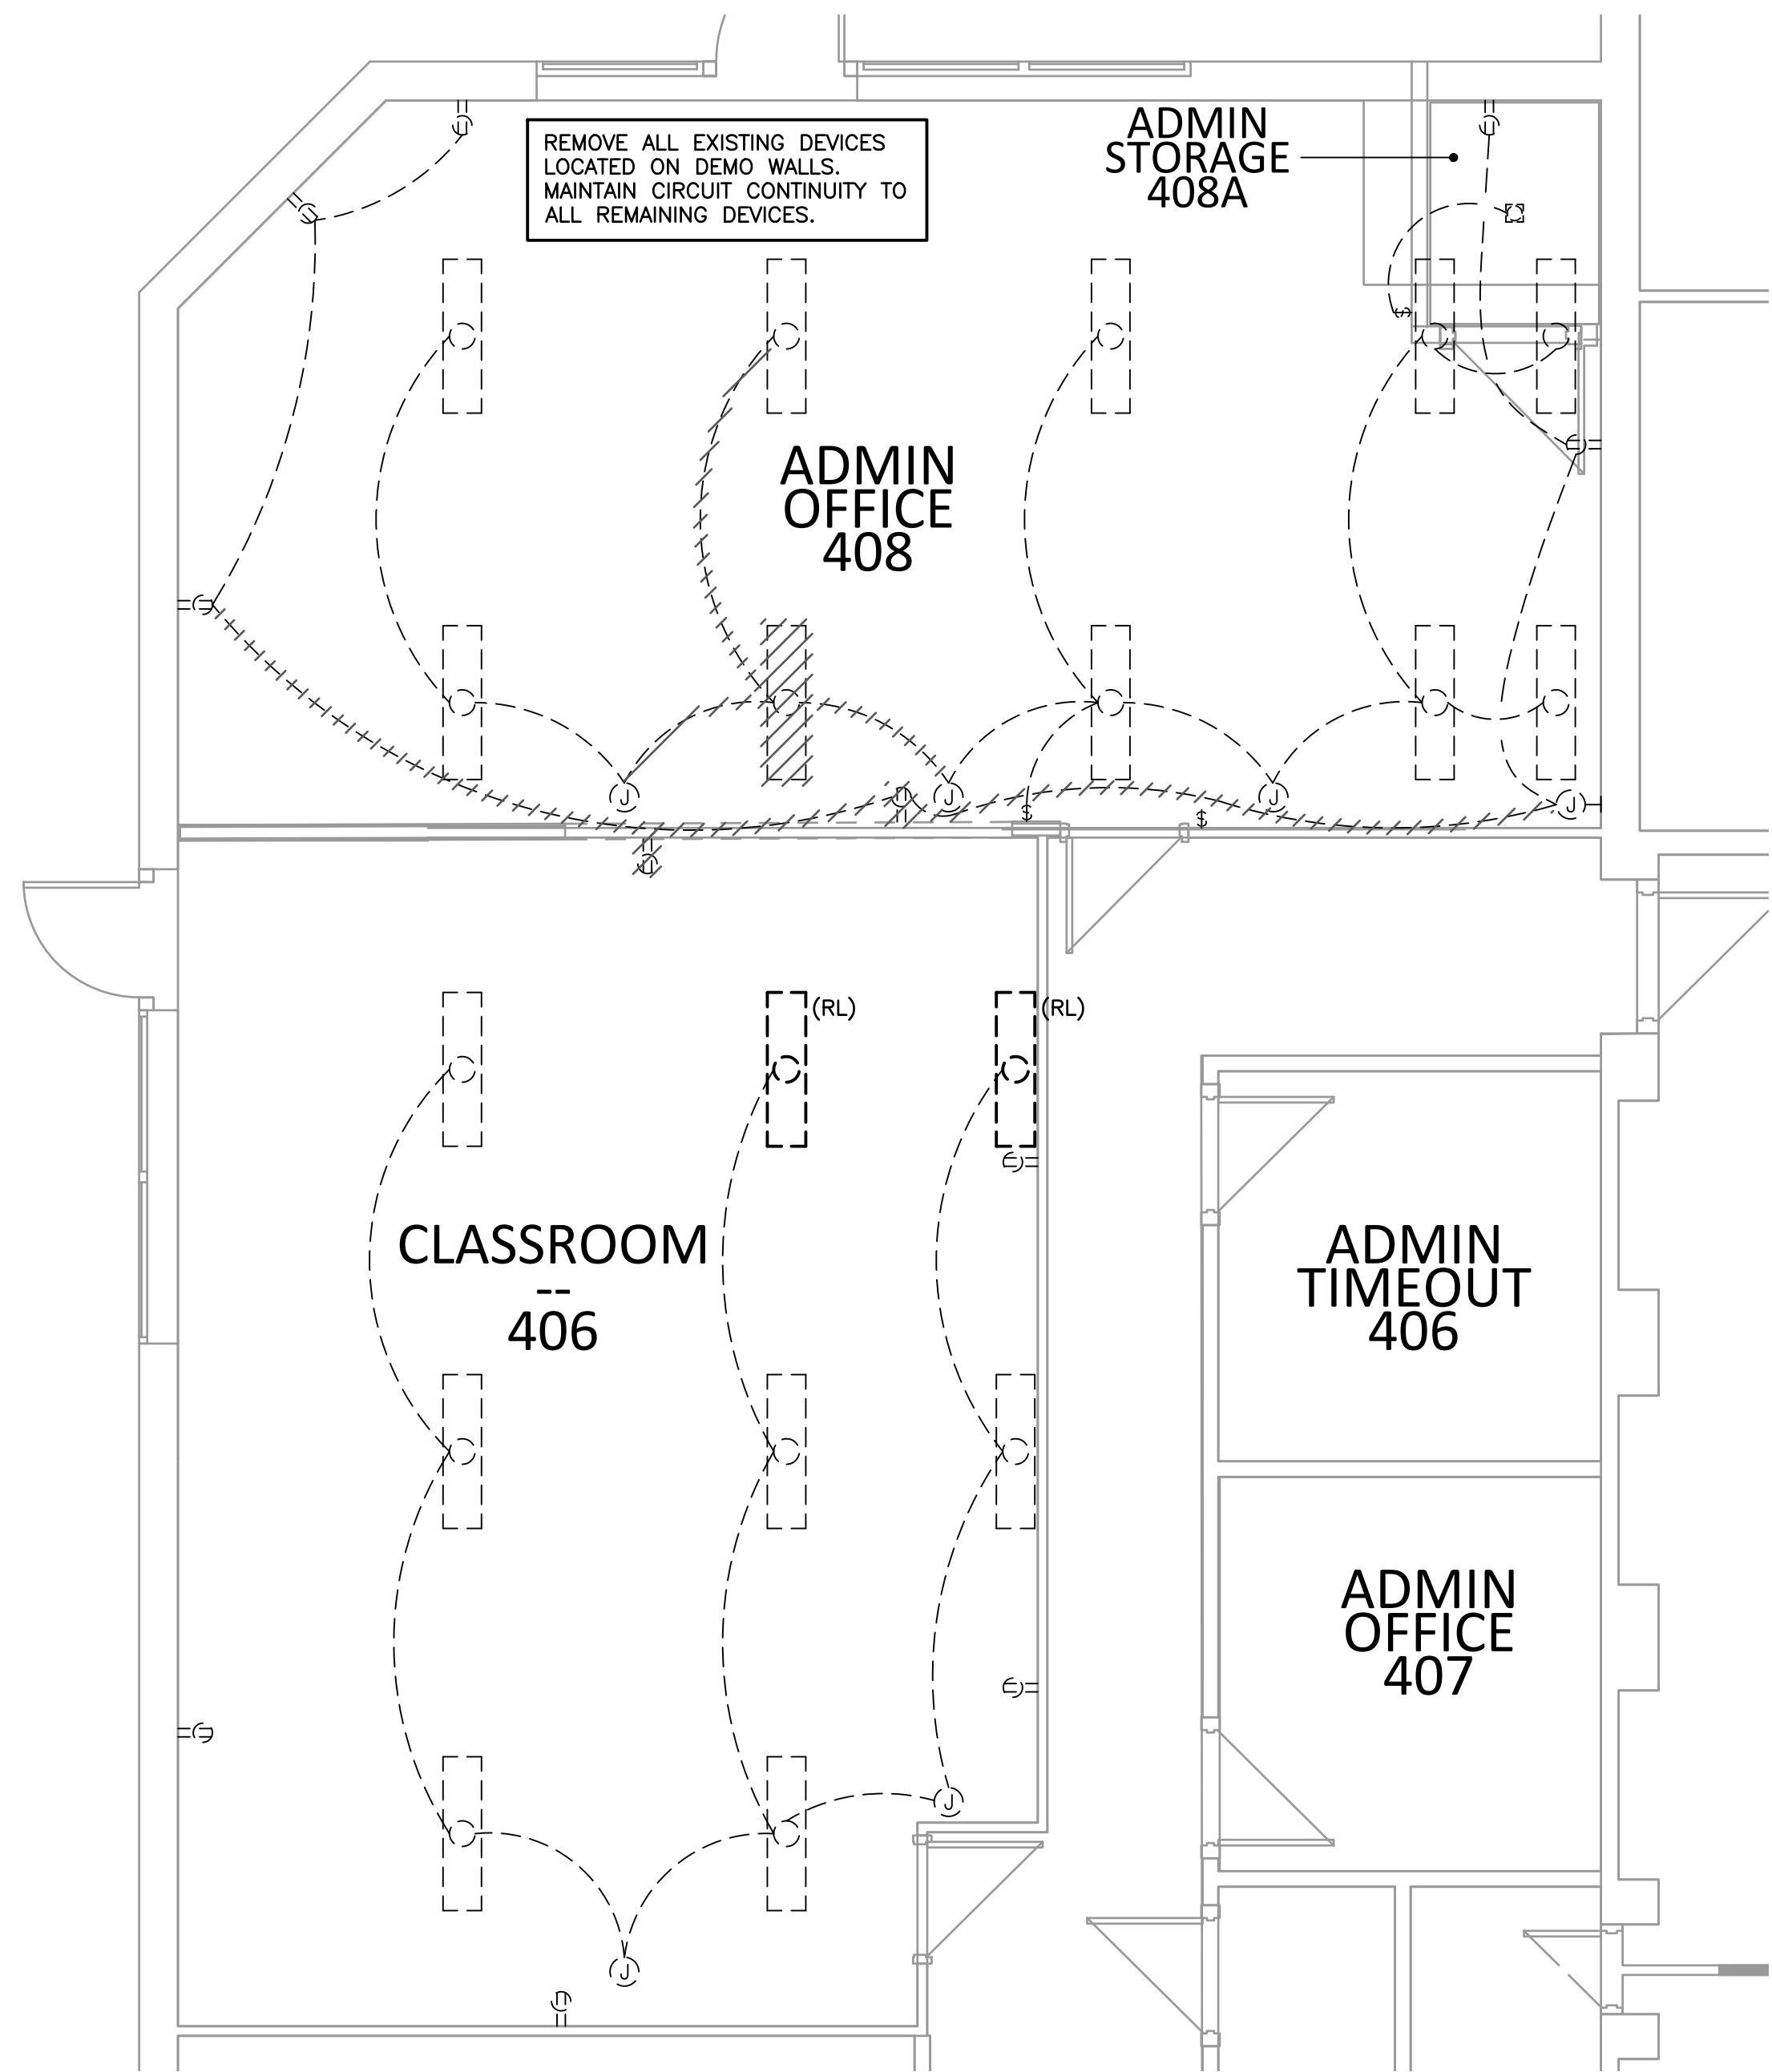 REMOVE ALL EXISTING DEVICES
LOCATED ON DEMO WALLS.
MAINTAIN CIRCUIT CONTINUITY TO
ALL REMAINING DEVICES.
ADMIN
STORAGE
408A
$
ADMIN
OFFICE
408
J
J
J
J
$
$
(RL)
(RL)
CLASSROOM
--
406
ADMIN
TIMEOUT
406
ADMIN
OFFICE
407
J
J